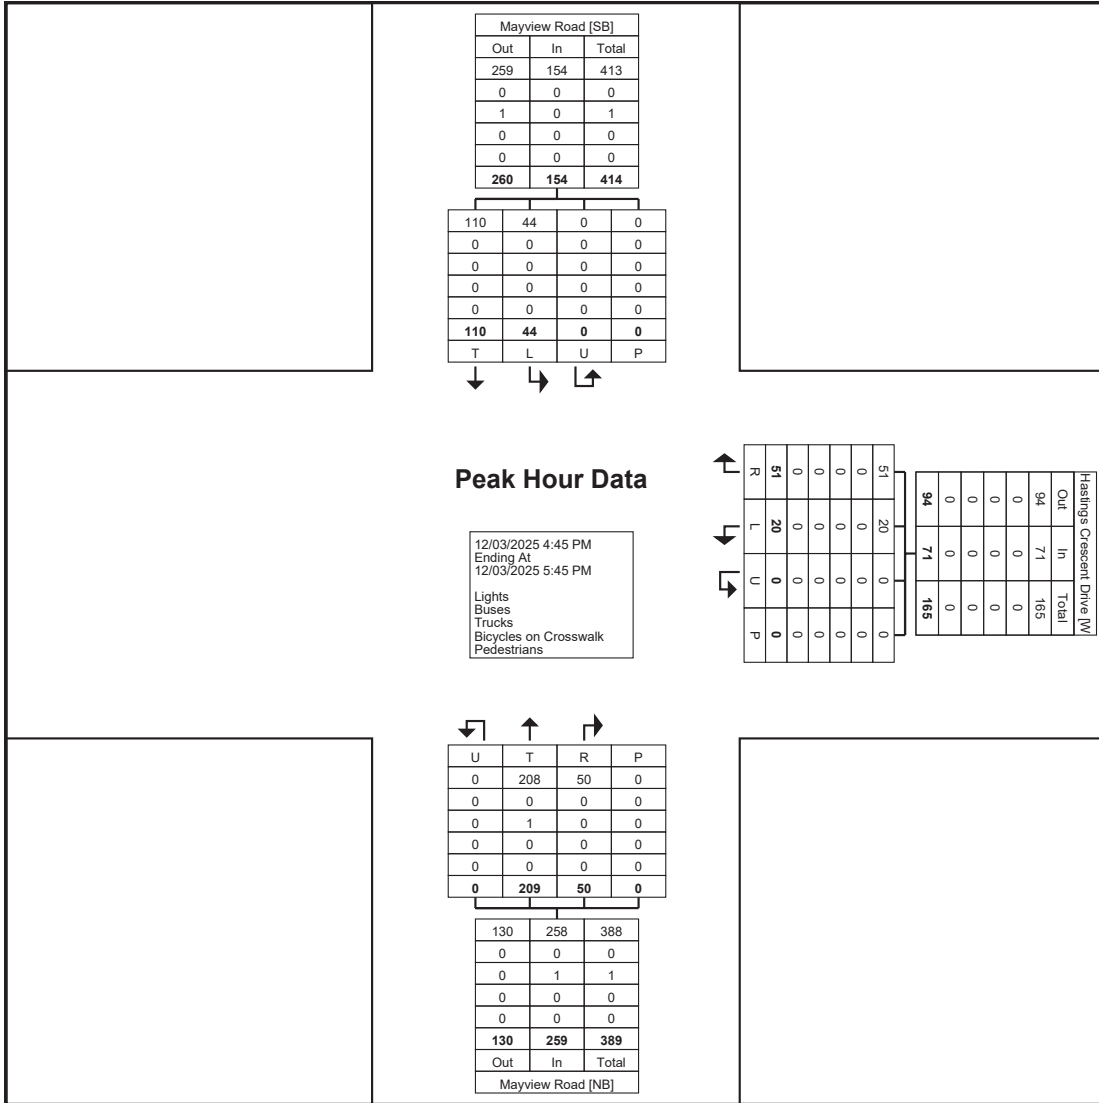 Mayview Road [SB]
Out In Total
259 154 413
0 0 0
1 0 1
0 0 0
0 0 0
260 154 414
110 44 0 0
0 0 0 0
0 0 0 0
0 0 0 0
0 0 0 0
110 44 0 0
T L U P
Peak Hour Data
12/03/2025 4:45 PM
Ending At
12/03/2025 5:45 PM
Lights
Buses
Trucks
Bicycles on Crosswalk
Pedestrians
Hastings Crescent Drive [W
Out In Total
94 71 165
0 0 0
0 0 0
0 0 0
0 0 0
94 71 165
51 20 0 0
0 0 0 0
0 0 0 0
0 0 0 0
0 0 0 0
51 20 0 0
R L U P
U T R P
0 208 50 0
0 0 0 0
0 1 0 0
0 0 0 0
0 0 0 0
0 209 50 0
130 258 388
0 0 0
0 1 1
0 0 0
0 0 0
130 259 389
Out In Total
Mayview Road [NB]